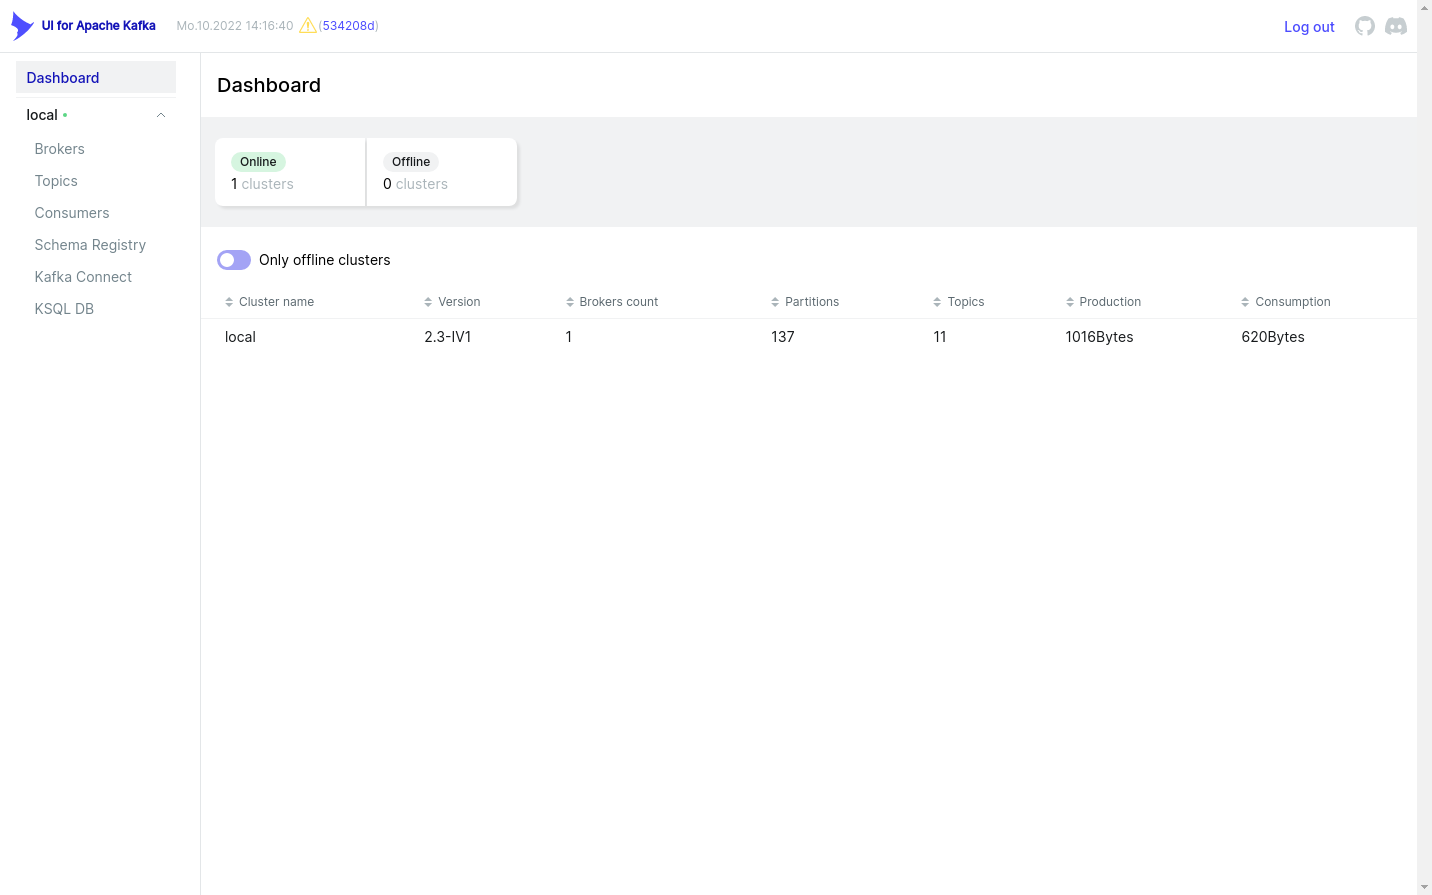 UI for Apache Kafka Mo.10.2022 14:16:40 (534208d) Log out
Dashboard
local
Brokers
Topics
Consumers
Schema Registry
Kafka Connect
KSQL DB
Dashboard
Online Offline
1 clusters 0 clusters
Only offline clusters
Cluster name Version Brokers count Partitions Topics Production Consumption
local 2.3-IV1 1 137 11 1016Bytes 620Bytes